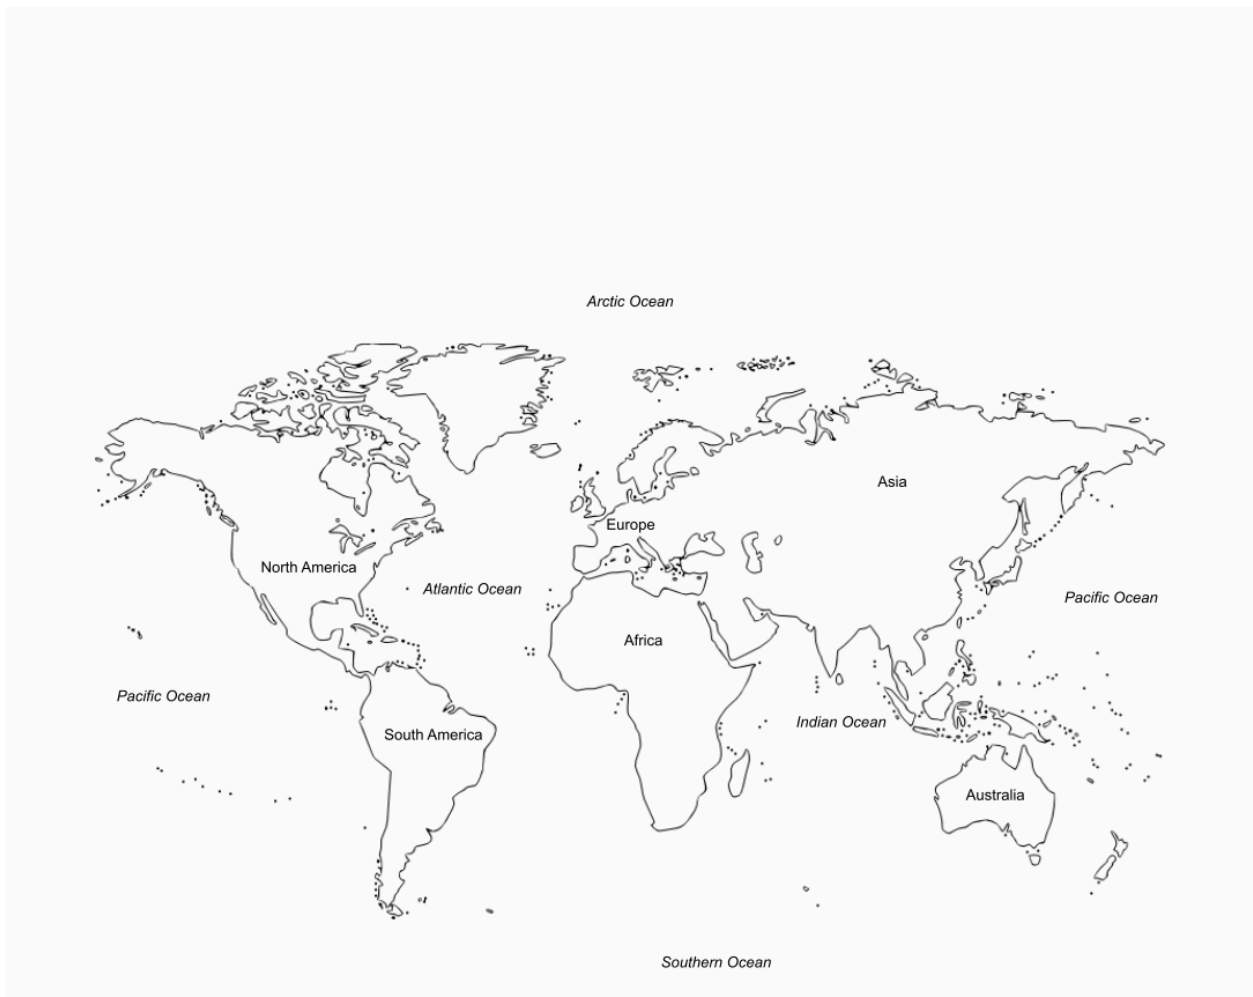 Arctic Ocean
Asia
Europe
North America
Atlantic Ocean
Pacific Ocean
Africa
Pacific Ocean
Indian Ocean
South America
Australia
Southern Ocean